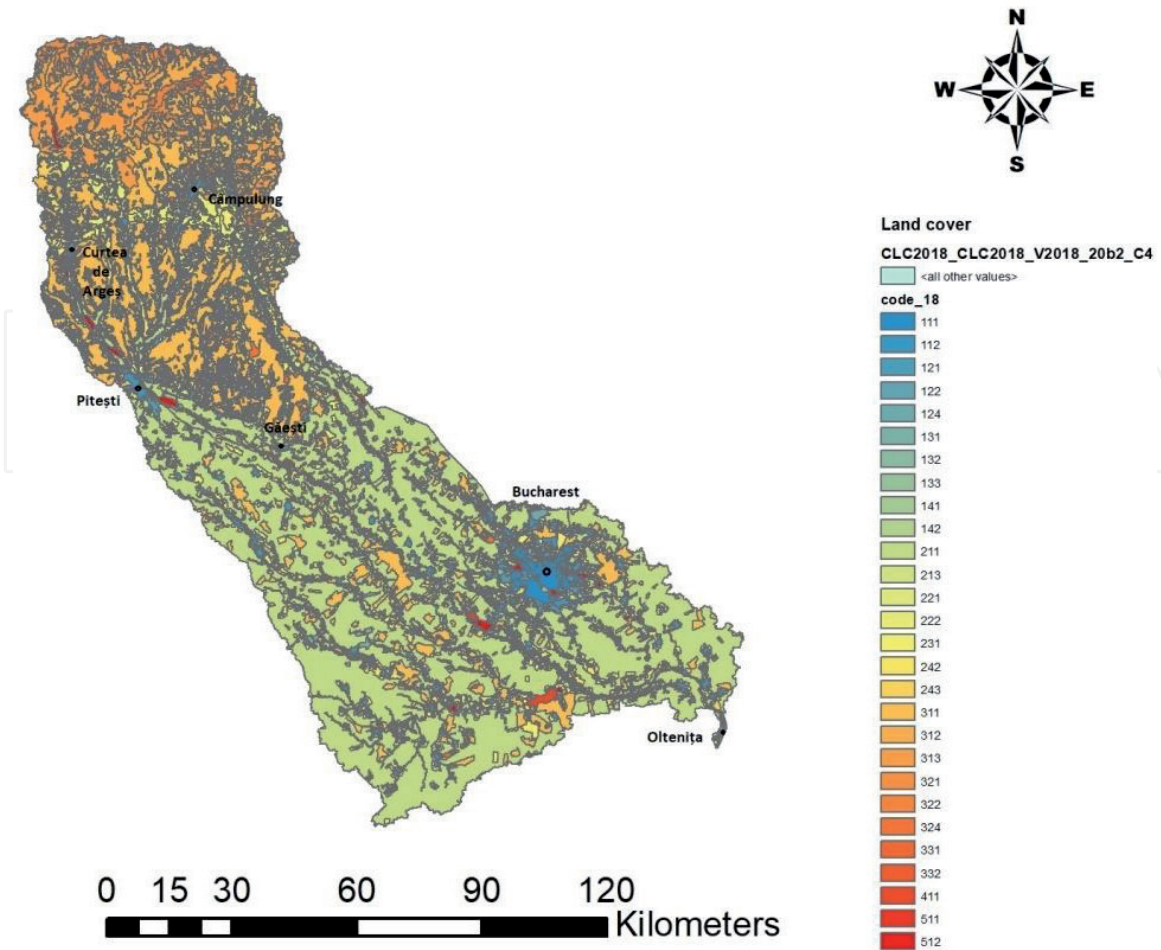 N
W E
S
Câmpulung
Curtea
de
Argeș
Pitești
Găești
Bucharest
Oltenița
0 15 30 60 90 120
Kilometers
Land cover
CLC2018_CLC2018_V2018_20b2_C4
<all other values>
code_18
111
112
121
122
124
131
132
133
141
142
211
213
221
222
231
242
243
311
312
313
321
322
324
331
332
411
511
512